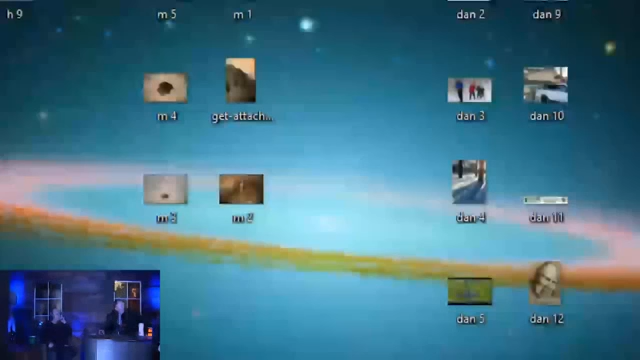 h 9 m 5 m 1 dan 2 dan 9
m 4 get-attach... dan 3 dan 10
m 2 dan 4 dan 11
dan 5 dan 12